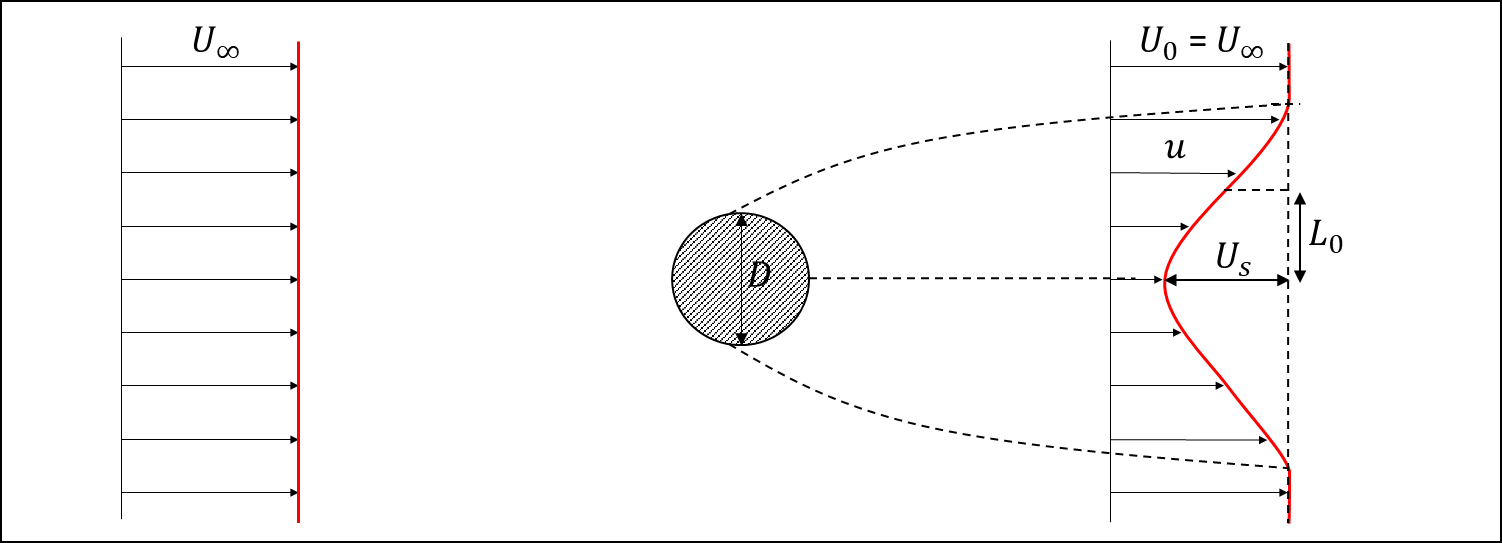 U∞
U₀ = U∞
u
L₀
Uₛ
D